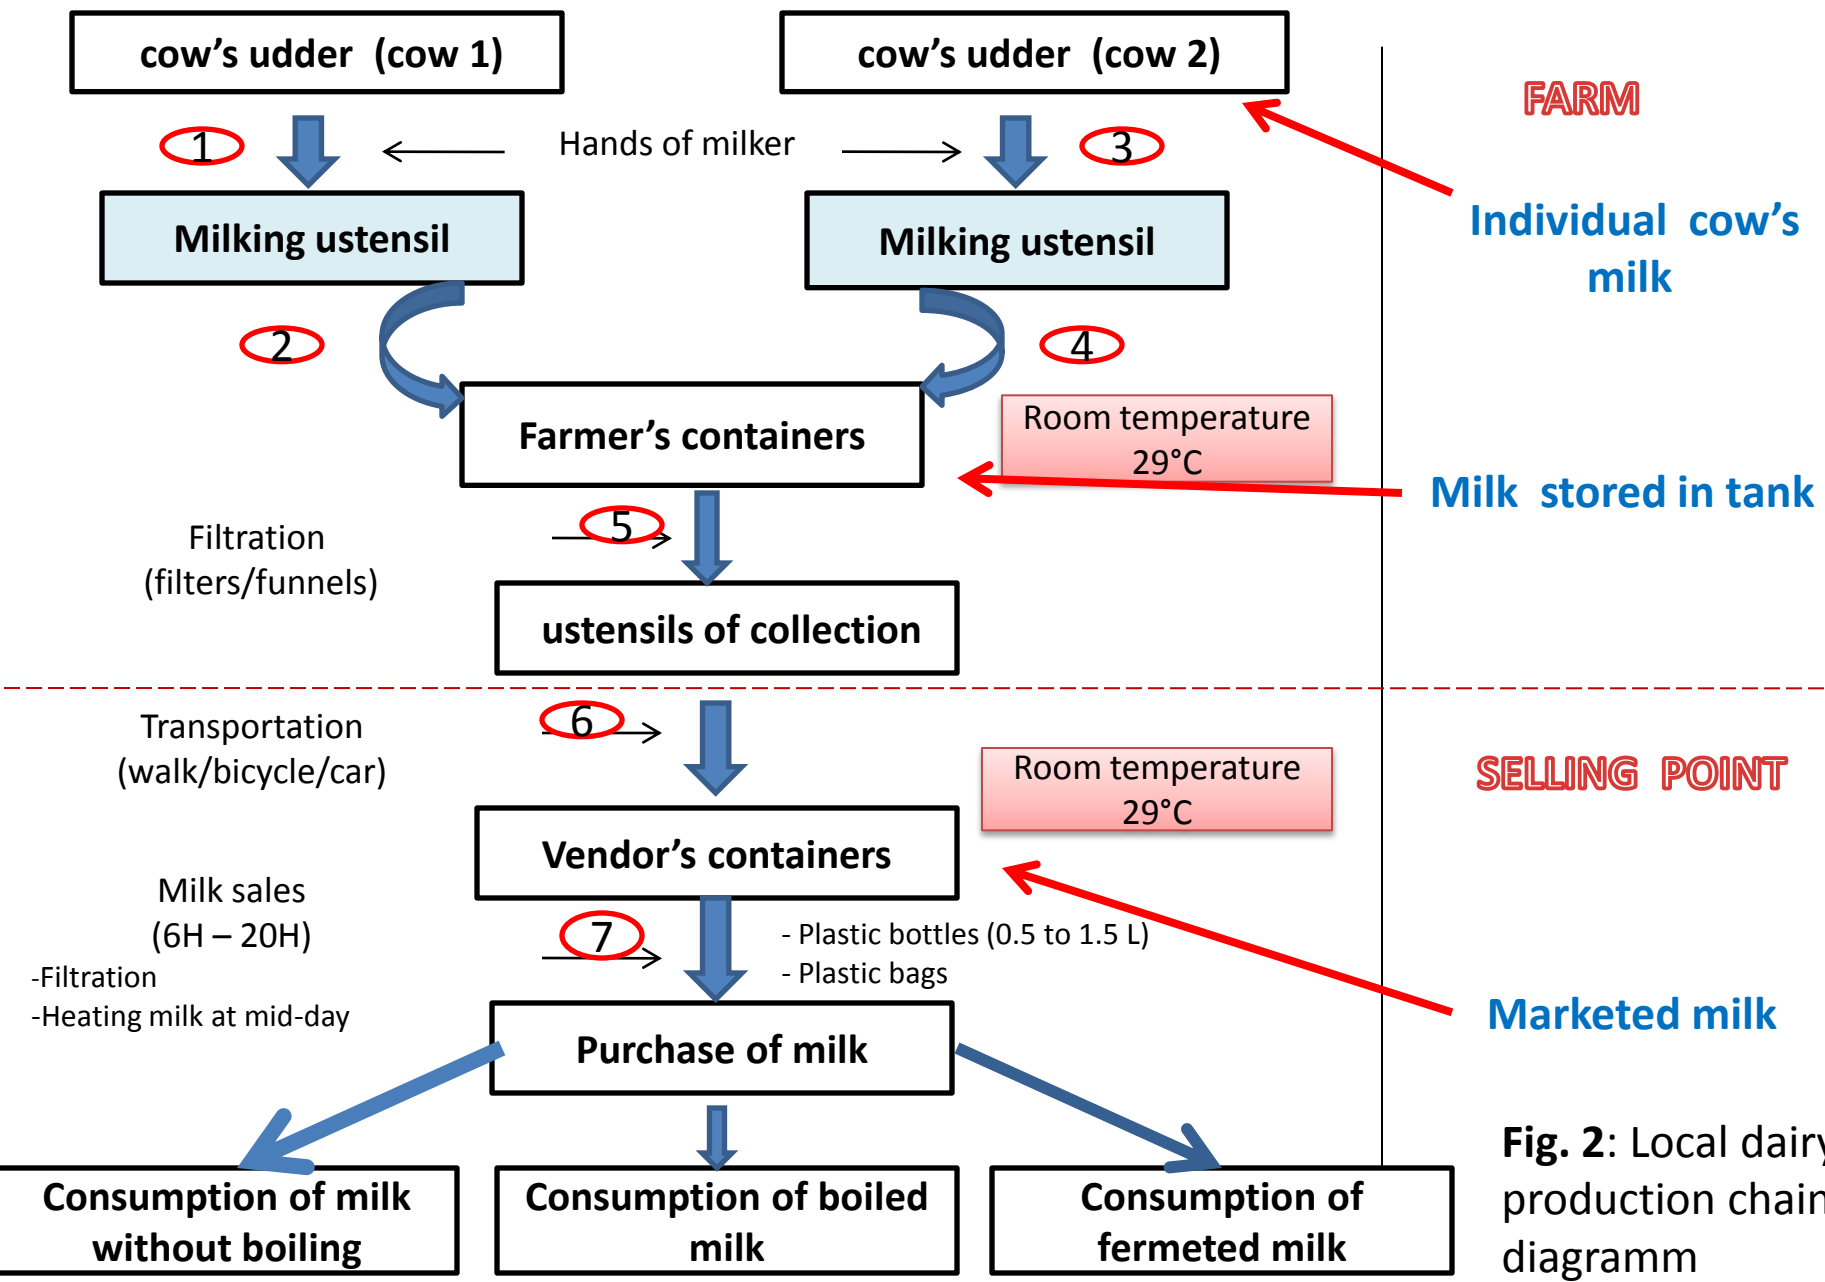 cow’s udder (cow 1)
cow’s udder (cow 2)
FARM
1
Hands of milker
3
Milking ustensil
Milking ustensil
Individual cow’s
milk
2
4
Farmer’s containers
Room temperature
29°C
Milk stored in tank
5
Filtration
(filters/funnels)
ustensils of collection
6
Transportation
(walk/bicycle/car)
Room temperature
29°C
SELLING POINT
Vendor’s containers
Milk sales
(6H – 20H)
-Filtration
-Heating milk at mid-day
7
- Plastic bottles (0.5 to 1.5 L)
- Plastic bags
Marketed milk
Purchase of milk
Consumption of milk
without boiling
Consumption of boiled
milk
Consumption of
fermeted milk
Fig. 2: Local dairy
production chain
diagramm